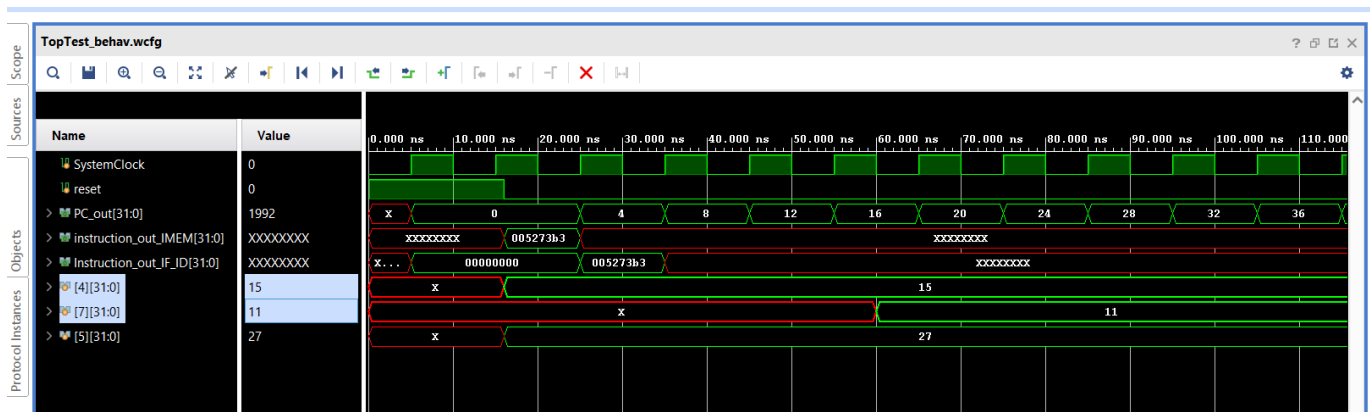 TopTest_behav.wcfg
Scope
Sources
Objects
Protocol Instances
Name Value 0.000 ns 10.000 ns 20.000 ns 30.000 ns 40.000 ns 50.000 ns 60.000 ns 70.000 ns 80.000 ns 90.000 ns 100.000 ns 110.000
SystemClock 0
reset 0
PC_out[31:0] 1992 X 0 4 8 12 16 20 24 28 32 36
instruction_out_IMEM[31:0] XXXXXXXX XXXXXXXX 005273b3 XXXXXXXX
Instruction_out_IF_ID[31:0] XXXXXXXX X... 00000000 005273b3 XXXXXXXX
[4][31:0] 15 X 15
[7][31:0] 11 X 11
[5][31:0] 27 X 27